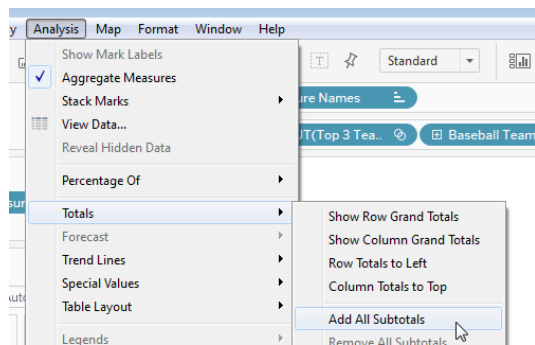 y Analysis Map Format Window Help
Show Mark Labels
Standard
Aggregate Measures
ure Names
Stack Marks
View Data...
UT(Top 3 Tea.. Baseball Team
Reveal Hidden Data
Percentage Of
sur
Totals
Show Row Grand Totals
Forecast
Show Column Grand Totals
Trend Lines
Row Totals to Left
Special Values
Column Totals to Top
Auto
Table Layout
Add All Subtotals
Legends
Remove All Subtotals